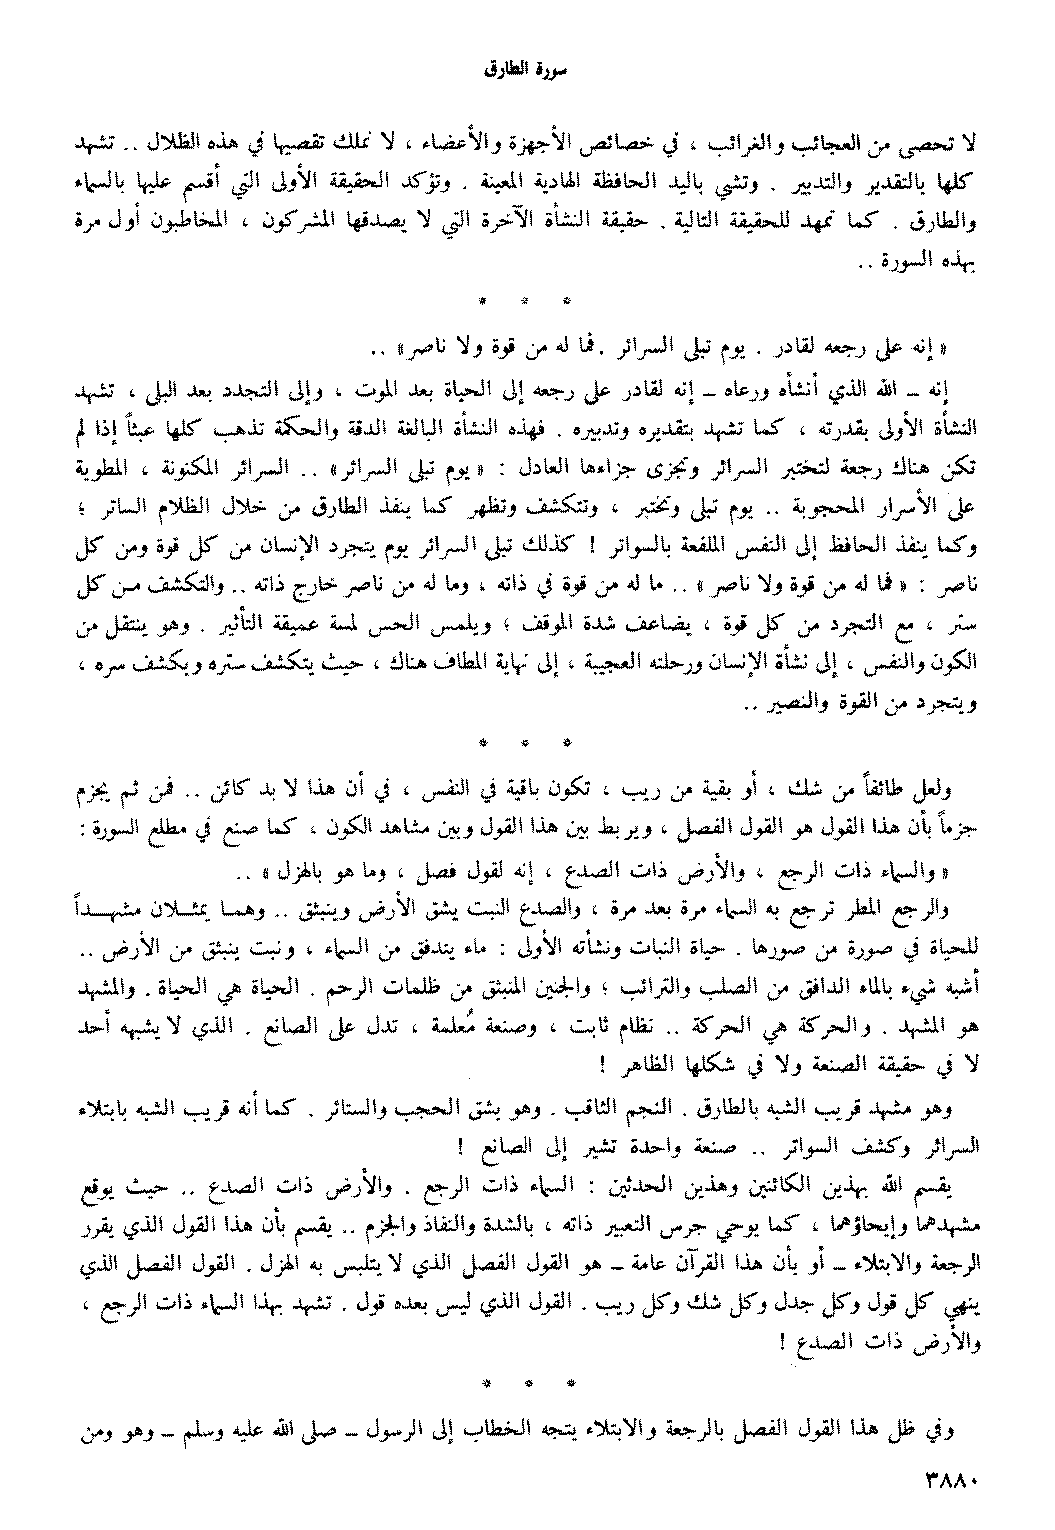 سورة الطارق
لا تحصى من العجائب والغرائب ، في خصائص الأجهزة والأعضاء ، لا نملك تقصيها في هذه الظلال .. تشهد
كلها بالتقدير والتدبير . وتشي باليد الحافظة الهادية المعينة . وتؤكد الحقيقة الأولى التي أقسم عليها بالسماء
والطارق . كما تمهد للحقيقة التالية . حقيقة النشأة الآخرة التي لا يصدقها المشركون ، المخاطبون أول مرة
بهذه السورة ..
* * *
« إنه على رجعه لقادر . يوم تبلى السرائر .فما له من قوة ولا ناصر» ..
إنه – الله الذي أنشأه ورعاه – إنه لقادر على رجعه إلى الحياة بعد الموت ، وإلى التجدد بعد البلى ، تشهد
النشأة الأولى بقدرته ، كما تشهد بتقديره وتدبيره . فهذه النشأة البالغة الدقة والحكمة تذهب كلها عبثاً إذا لم
تكن هناك رجعة لتختبر السرائر وتجزى جزاءها العادل : « يوم تبلى السرائر» .. السرائر المكنونة ، المطوية
على الأسرار المحجوبة .. يوم تبلى وتختبر ، وتتكشف وتظهر كما ينفذ الطارق من خلال الظلام الساتر ؛
وكما ينفذ الحافظ إلى النفس الملفعة بالسواتر ! كذلك تبلى السرائر يوم يتجرد الإنسان من كل قوة ومن كل
ناصر : « فما له من قوة ولا ناصر » .. ما له من قوة في ذاته ، وما له من ناصر خارج ذاته .. والتكشف من كل
ستر ، مع التجرد من كل قوة ، يضاعف شدة الموقف ؛ ويلمس الحس لمسة عميقة التأثير . وهو ينتقل من
الكون والنفس ، إلى نشأة الإنسان ورحلته العجيبة ، إلى نهاية المطاف هناك ، حيث يتكشف ستره ويكشف سره ،
ويتجرد من القوة والنصير ..
* * *
ولعل طائفاً من شك ، أو بقية من ريب ، تكون باقية في النفس ، في أن هذا لا بد كائن .. فمن ثم يجزم
جزماً بأن هذا القول هو القول الفصل ، ويربط بين هذا القول وبين مشاهد الكون ، كما صنع في مطلع السورة :
« والسماء ذات الرجع ، والأرض ذات الصدع ، إنه لقول فصل ، وما هو بالهزل » ..
والرجع المطر ترجع به السماء مرة بعد مرة ، والصدع النبت يشق الأرض وينبثق .. وهما يمثلان مشهداً
للحياة في صورة من صورها . حياة النبات ونشأته الأولى : ماء يتدفق من السماء ، ونبت ينبثق من الأرض ..
أشبه شيء بالماء الدافق من الصلب والترائب ؛ والجنين المنبثق من ظلمات الرحم . الحياة هي الحياة . والمشهد
هو المشهد . والحركة هي الحركة .. نظام ثابت ، وصنعة مُعلمة ، تدل على الصانع . الذي لا يشبهه أحد
لا في حقيقة الصنعة ولا في شكلها الظاهر !
وهو مشهد قريب الشبه بالطارق . النجم الثاقب . وهو يشق الحجب والستائر . كما أنه قريب الشبه بابتلاء
السرائر وكشف السواتر .. صنعة واحدة تشير إلى الصانع !
يقسم الله بهذين الكائنين وهذين الحدثين : السماء ذات الرجع . والأرض ذات الصدع .. حيث يوقع
مشهدهما وإيحاؤهما ، كما يوحي جرس التعبير ذاته ، بالشدة والنفاذ والجزم .. يقسم بأن هذا القول الذي يقرر
الرجعة والابتلاء – أو بأن هذا القرآن عامة – هو القول الفصل الذي لا يتلبس به الهزل . القول الفصل الذي
ينهي كل قول وكل جدل وكل شك وكل ريب . القول الذي ليس بعده قول . تشهد بهذا السماء ذات الرجع ،
والأرض ذات الصدع !
* * *
وفي ظل هذا القول الفصل بالرجعة والابتلاء يتجه الخطاب إلى الرسول – صلى الله عليه وسلم – وهو ومن
٣٨٨٠